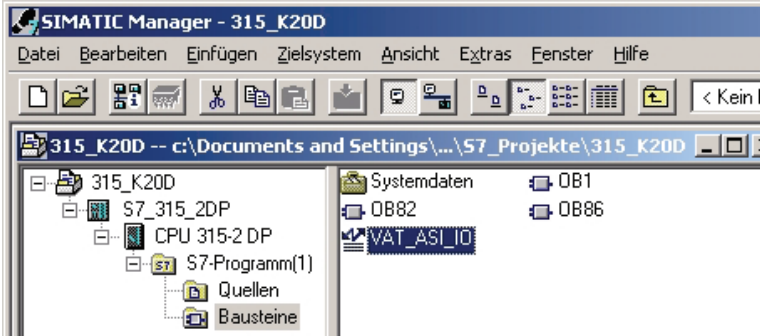 SIMATIC Manager - 315_K20D
Datei Bearbeiten Einfügen Zielsystem Ansicht Extras Fenster Hilfe
< Kein
315_K20D -- c:\Documents and Settings\...\S7_Projekte\315_K20D
315_K20D
S7_315_2DP
CPU 315-2 DP
S7-Programm(1)
Quellen
Bausteine
Systemdaten OB1
OB82 OB86
VAT_ASI_IO